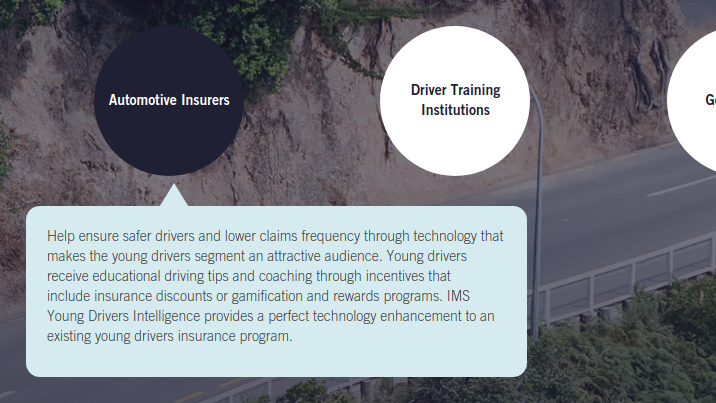 Automotive Insurers
Driver Training
Institutions
Help ensure safer drivers and lower claims frequency through technology that
makes the young drivers segment an attractive audience. Young drivers
receive educational driving tips and coaching through incentives that
include insurance discounts or gamification and rewards programs. IMS
Young Drivers Intelligence provides a perfect technology enhancement to an
existing young drivers insurance program.